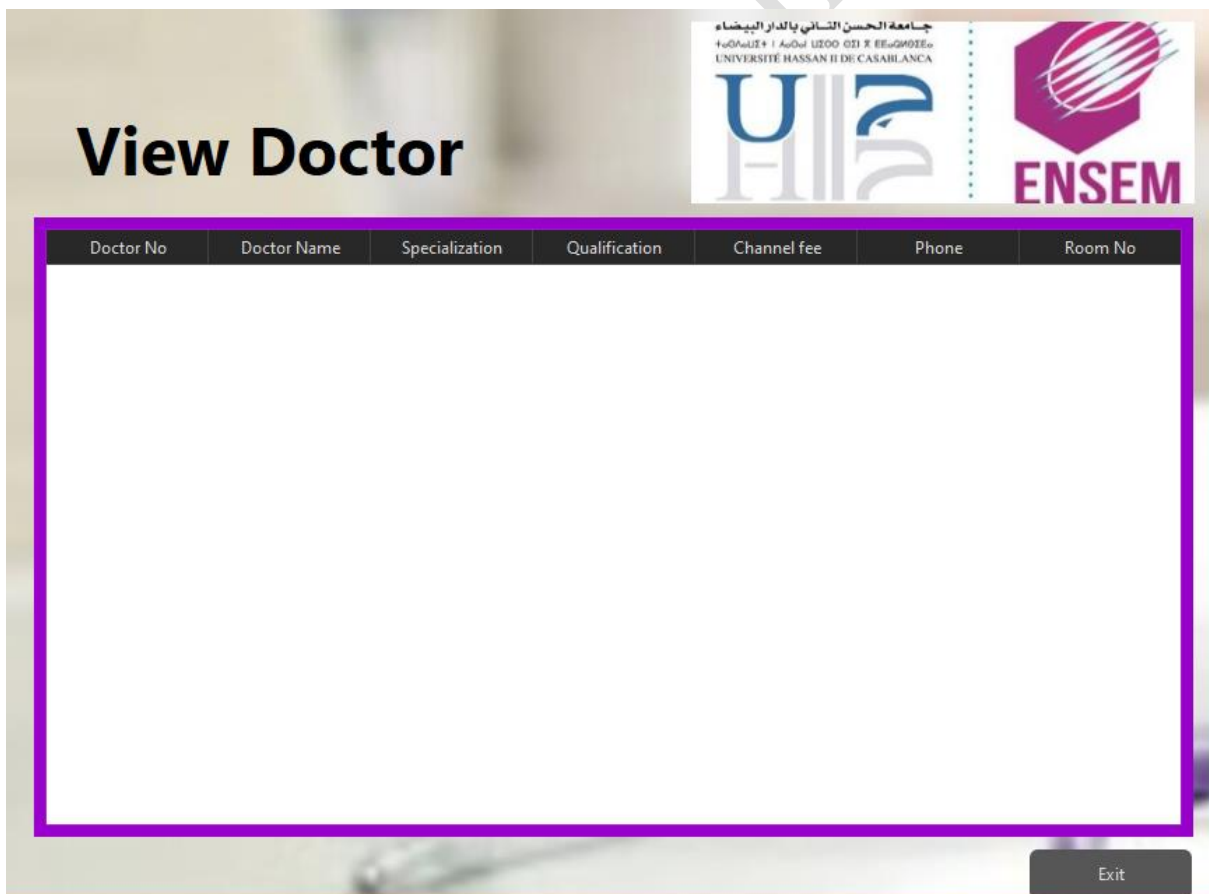 جامعة الحسن الثاني بالدار البيضاء
UNIVERSITÉ HASSAN II DE CASABLANCA
View Doctor
ENSEM
Doctor No Doctor Name Specialization Qualification Channel fee Phone Room No
Exit